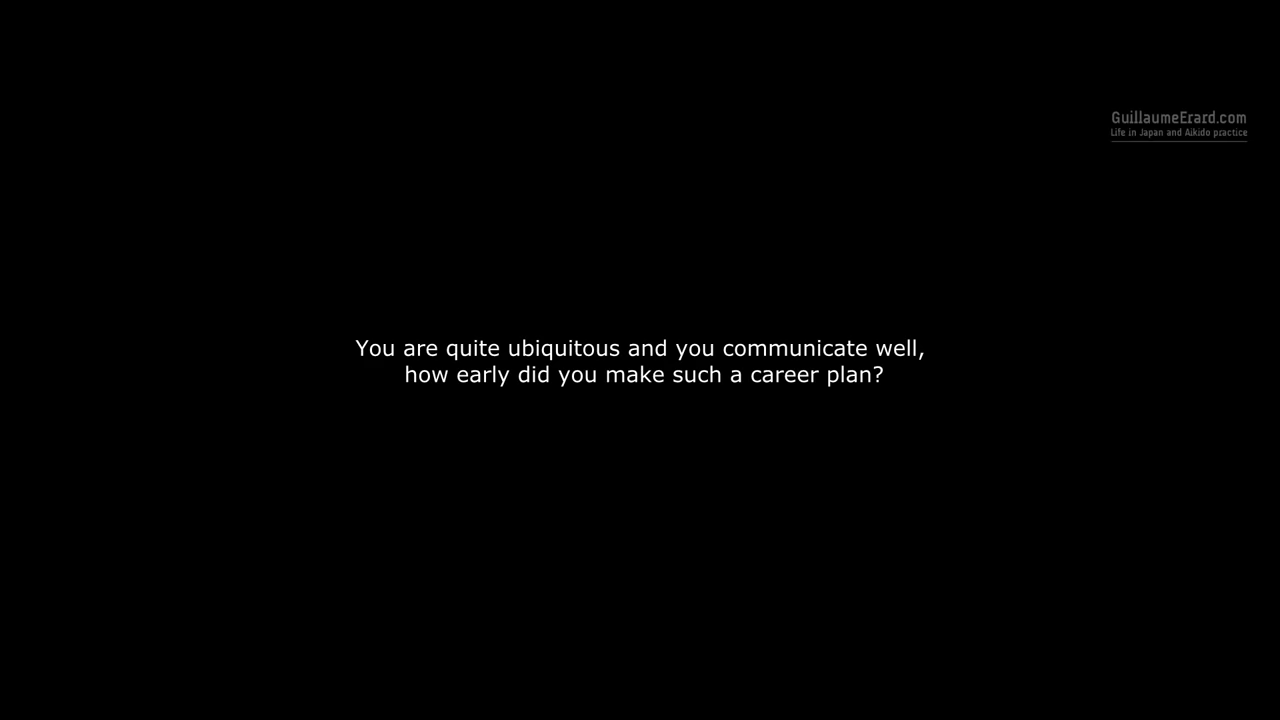 GuillaumeErard.com
Life in Japan and Aikido practice
You are quite ubiquitous and you communicate well,
how early did you make such a career plan?